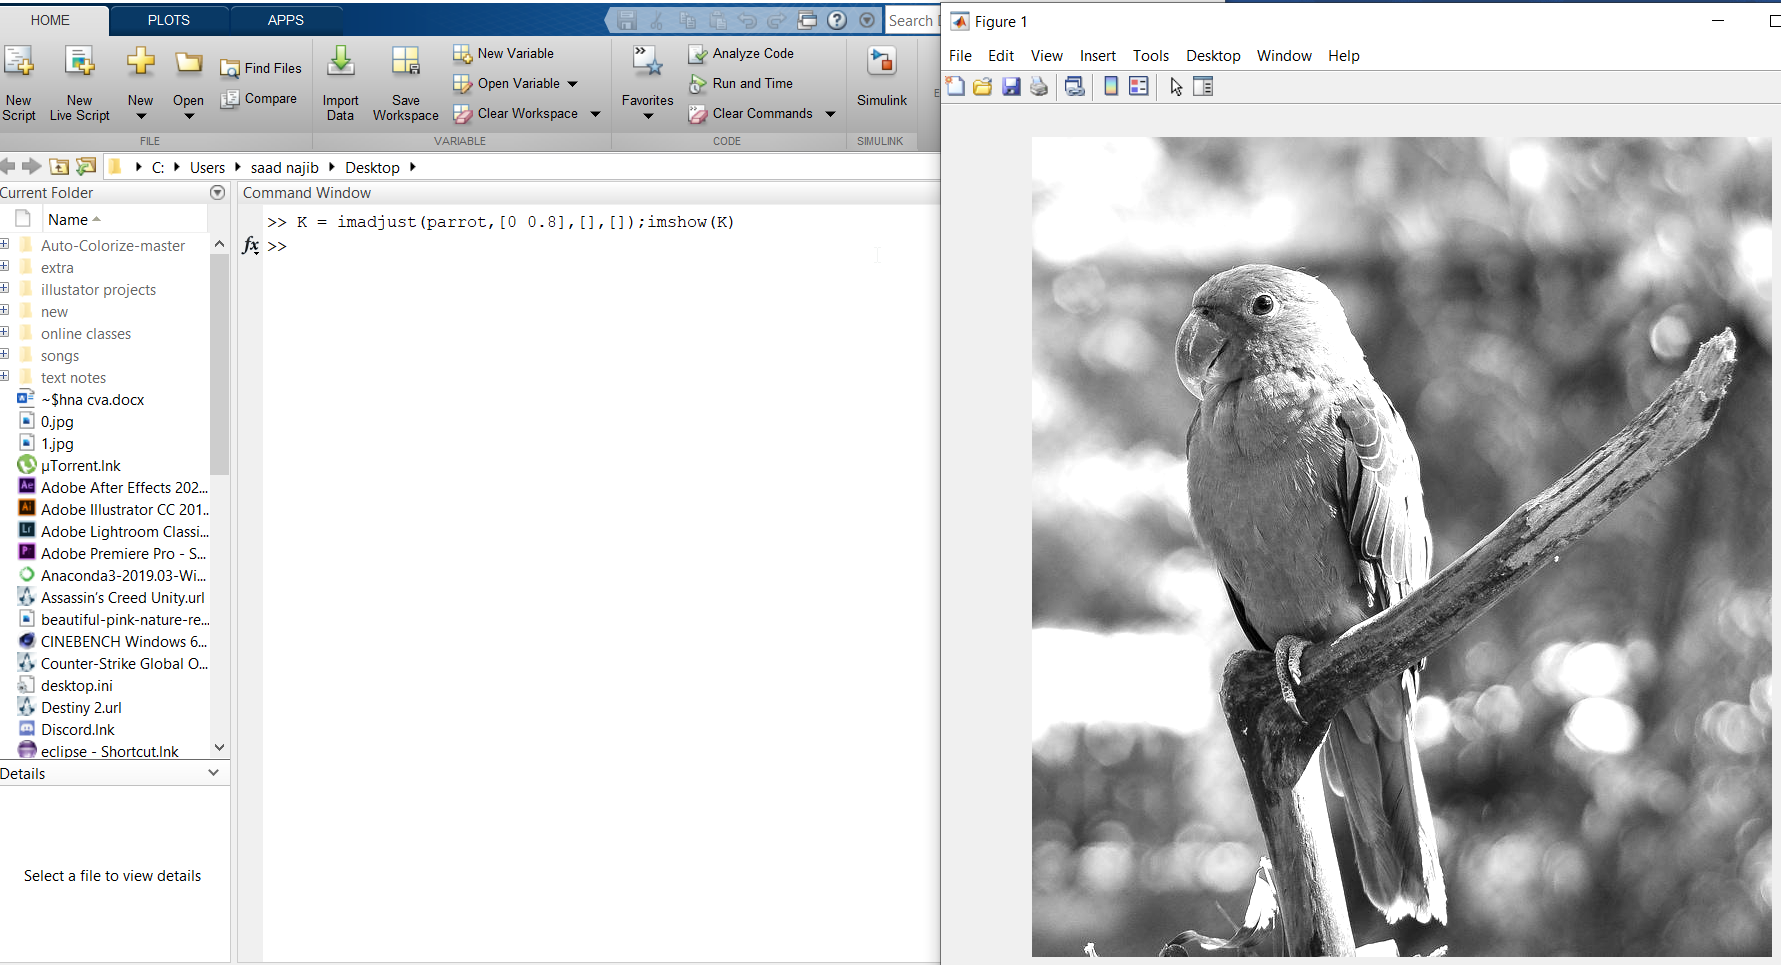 HOME PLOTS APPS
Search D
New Script
New Live Script
New
Open
Find Files
Compare
Import Data
Save Workspace
New Variable
Open Variable
Clear Workspace
Favorites
Analyze Code
Run and Time
Clear Commands
Simulink
FILE VARIABLE CODE SIMULINK
C: Users saad najib Desktop
Current Folder
Name
Auto-Colorize-master
extra
illustator projects
new
online classes
songs
text notes
~$hna cva.docx
0.jpg
1.jpg
µTorrent.lnk
Adobe After Effects 202...
Adobe Illustrator CC 201...
Adobe Lightroom Classi...
Adobe Premiere Pro - S...
Anaconda3-2019.03-Wi...
Assassin's Creed Unity.url
beautiful-pink-nature-re...
CINEBENCH Windows 6...
Counter-Strike Global O...
desktop.ini
Destiny 2.url
Discord.lnk
eclipse - Shortcut.lnk
Details
Select a file to view details
Command Window
>> K = imadjust(parrot,[0 0.8],[],[]);imshow(K)
fx >>
Figure 1
File Edit View Insert Tools Desktop Window Help